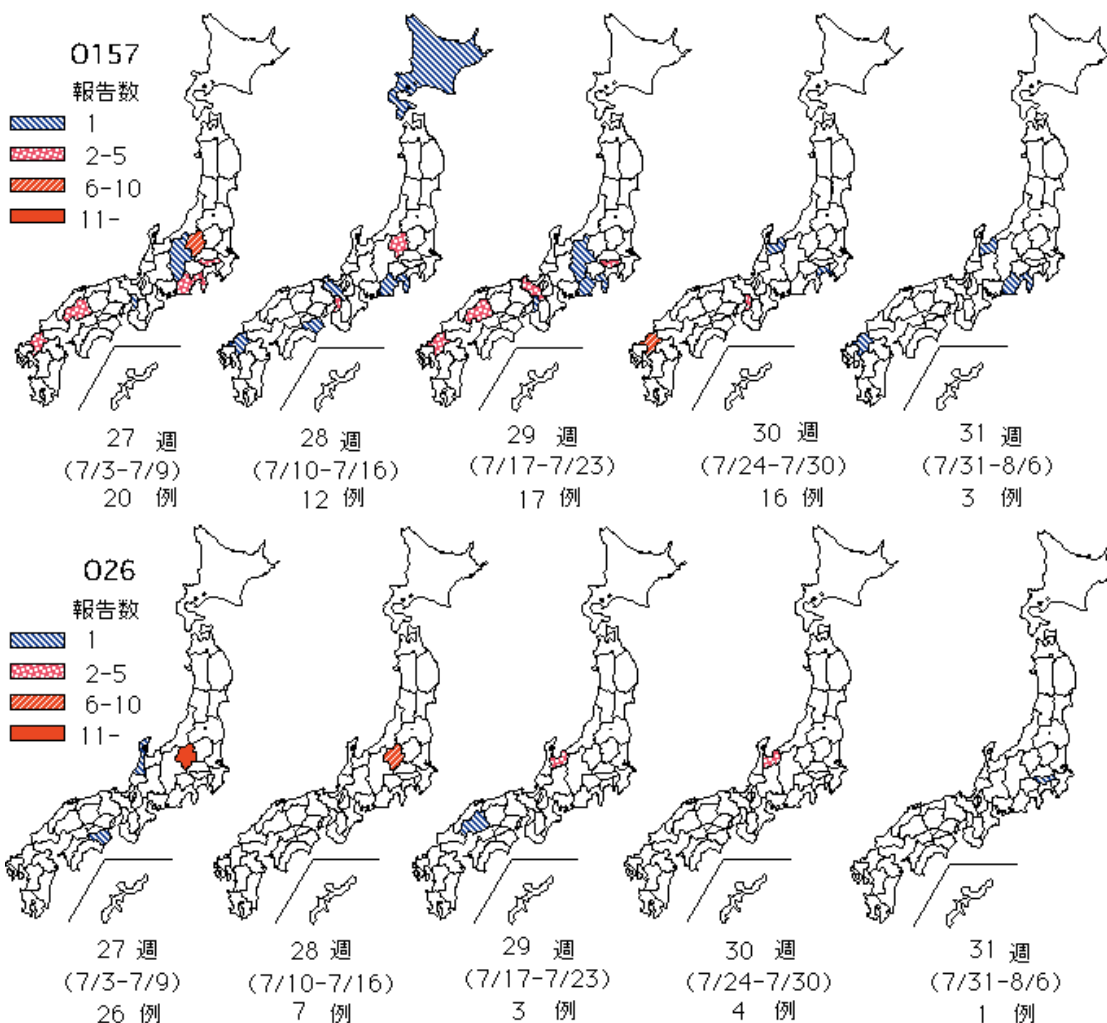 O157
報告数
1
2-5
6-10
11-
27 週
(7/3-7/9)
20 例
28 週
(7/10-7/16)
12 例
29 週
(7/17-7/23)
17 例
30 週
(7/24-7/30)
16 例
31 週
(7/31-8/6)
3 例
O26
報告数
1
2-5
6-10
11-
27 週
(7/3-7/9)
26 例
28 週
(7/10-7/16)
7 例
29 週
(7/17-7/23)
3 例
30 週
(7/24-7/30)
4 例
31 週
(7/31-8/6)
1 例